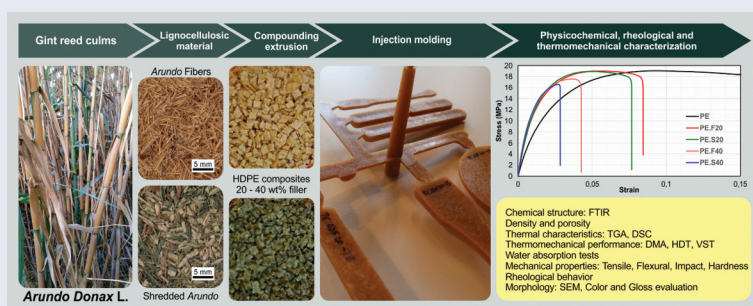 Gint reed culms
Lignocellulosic
material
Compounding
extrusion
Injection molding
Physicochemical, rheological and
thermomechanical characterization
Arundo Donax L.
Arundo Fibers
5 mm
5 mm
Shredded Arundo
HDPE composites
20 - 40 wt% filler
Stress (MPa)
20
18
16
14
12
10
8
6
4
2
0
PE
PE.F20
PE.S20
PE.F40
PE.S40
0
0,05
0,1
0,15
Strain
Chemical structure: FTIR
Density and porosity
Thermal characteristics: TGA, DSC
Thermomechanical performance: DMA, HDT, VST
Water absorption tests
Mechanical properties: Tensile, Flexural, Impact, Hardness
Rheological behavior
Morphology: SEM, Color and Gloss evaluation